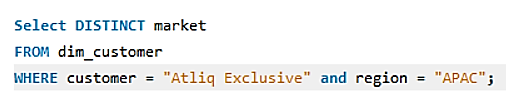 Select DISTINCT market
FROM dim_customer
WHERE customer = "Atliq Exclusive" and region = "APAC";